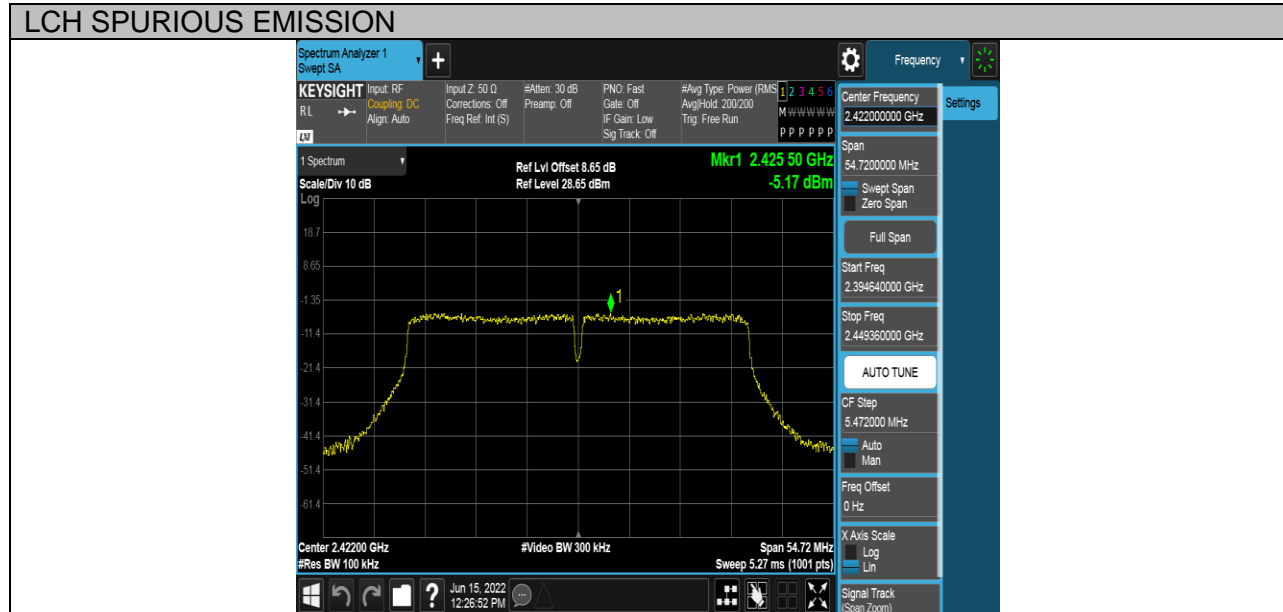 LCH SPURIOUS EMISSION
Spectrum Analyzer 1
Swept SA
+
Frequency
KEYSIGHT
RL
LXI
Input: RF
Coupling: DC
Align: Auto
Input Z: 50 Ω
Corrections: Off
Freq Ref: Int (S)
#Atten: 30 dB
Preamp: Off
PNO: Fast
Gate: Off
IF Gain: Low
Sig Track: Off
#Avg Type: Power (RMS
Avg|Hold: 200/200
Trig: Free Run
1 2 3 4 5 6
M W W W W W
P P P P P P
1 Spectrum
Scale/Div 10 dB
Ref Lvl Offset 8.65 dB
Ref Level 28.65 dBm
Mkr1 2.425 50 GHz
-5.17 dBm
Log
18.7
8.65
-1.35
-11.4
-21.4
-31.4
-41.4
-51.4
-61.4
1
Center 2.42200 GHz
#Res BW 100 kHz
#Video BW 300 kHz
Span 54.72 MHz
Sweep 5.27 ms (1001 pts)
Jun 15, 2022
12:26:52 PM
?
Center Frequency
2.422000000 GHz
Settings
Span
54.7200000 MHz
Swept Span
Zero Span
Full Span
Start Freq
2.394640000 GHz
Stop Freq
2.449360000 GHz
AUTO TUNE
CF Step
5.472000 MHz
Auto
Man
Freq Offset
0 Hz
X Axis Scale
Log
Lin
Signal Track
(Span Zoom)